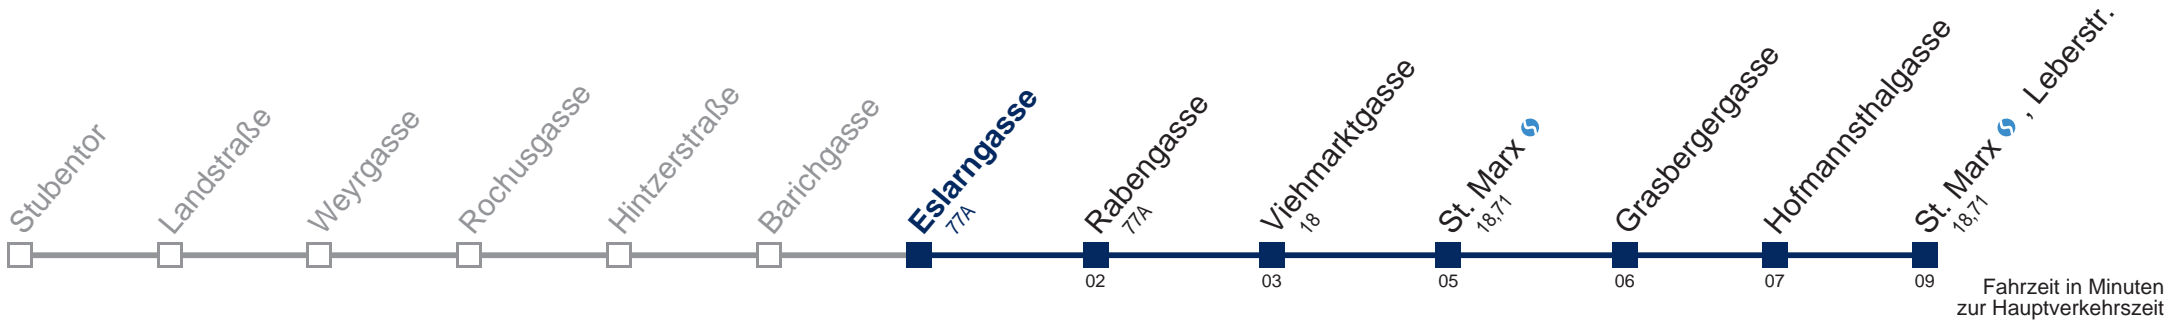 Stubentor
Landstraße
Weyrgasse
Rochusgasse
Hintzerstraße
Barichgasse
Eslarngasse
77A
Rabengasse
77A
Viehmarktgasse
18
St. Marx
18,71
Grasbergergasse
Hofmannsthalgasse
St. Marx , Leberstr.
18,71
02
03
05
06
07
09
Fahrzeit in Minuten
zur Hauptverkehrszeit